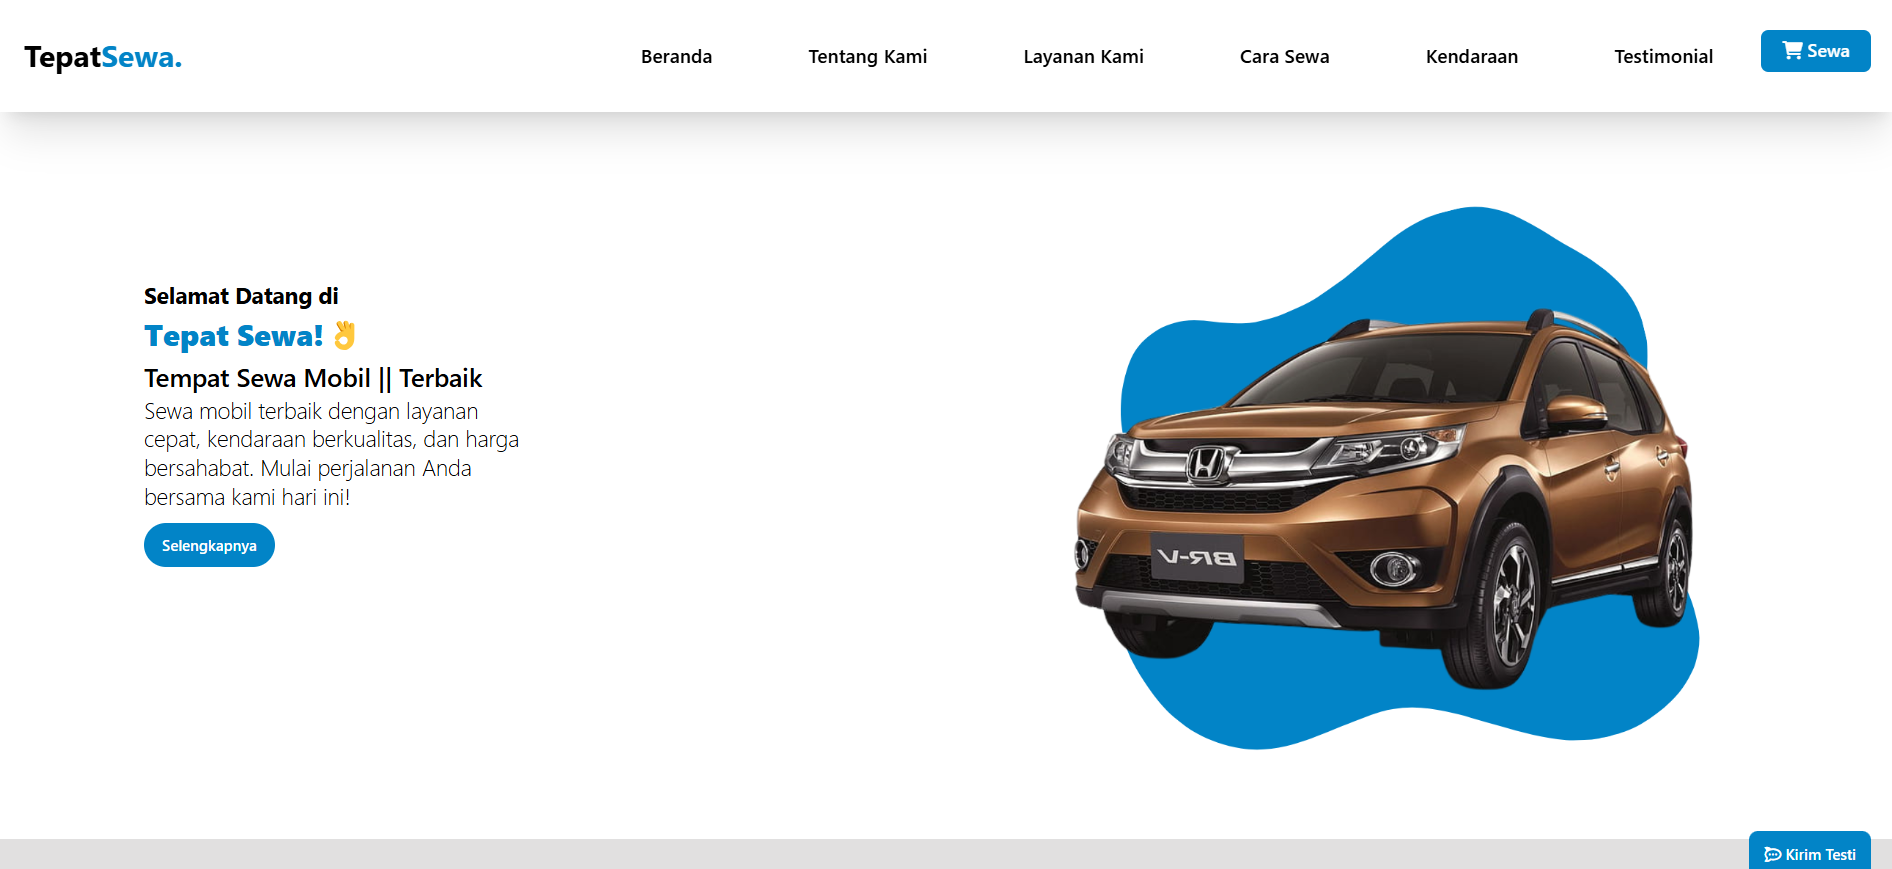 TepatSewa.
Beranda
Tentang Kami
Layanan Kami
Cara Sewa
Kendaraan
Testimonial
Sewa
Selamat Datang di
Tepat Sewa! 👌
Tempat Sewa Mobil || Terbaik
Sewa mobil terbaik dengan layanan
cepat, kendaraan berkualitas, dan harga
bersahabat. Mulai perjalanan Anda
bersama kami hari ini!
Selengkapnya
BR-V
Kirim Testi